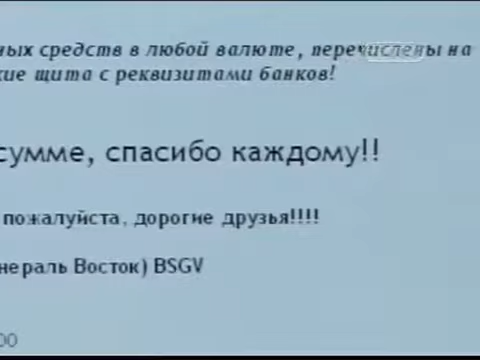 ных средств в любой валюте, перечислены на
кие щита с реквизитами банков!
сумме, спасибо каждому!!
пожалуйста, дорогие друзья!!!!
нераль Восток) BSGV
00